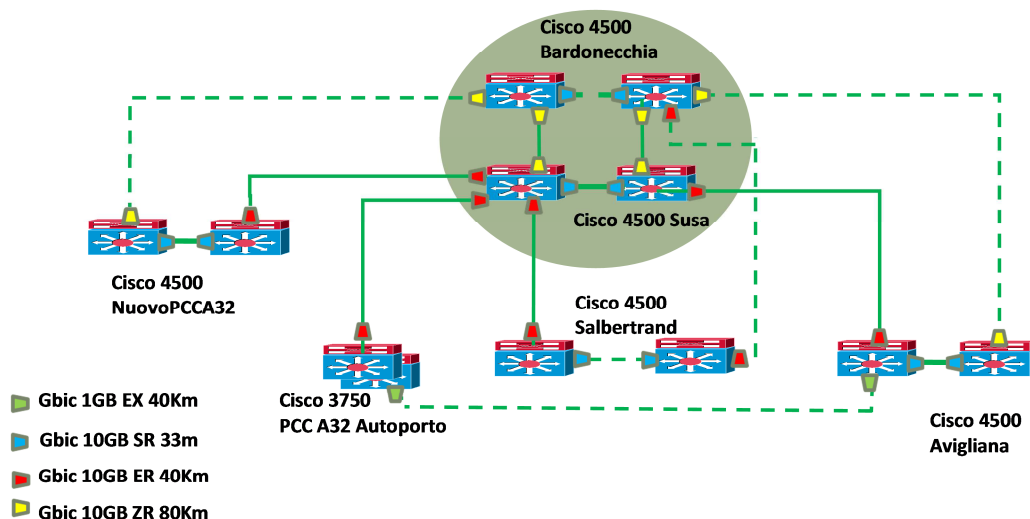 Cisco 4500
Bardonecchia
Cisco 4500 Susa
Cisco 4500
NuovoPCCA32
Cisco 4500
Salbertrand
Cisco 3750
PCC A32 Autoporto
Cisco 4500
Avigliana
Gbic 1GB EX 40Km
Gbic 10GB SR 33m
Gbic 10GB ER 40Km
Gbic 10GB ZR 80Km